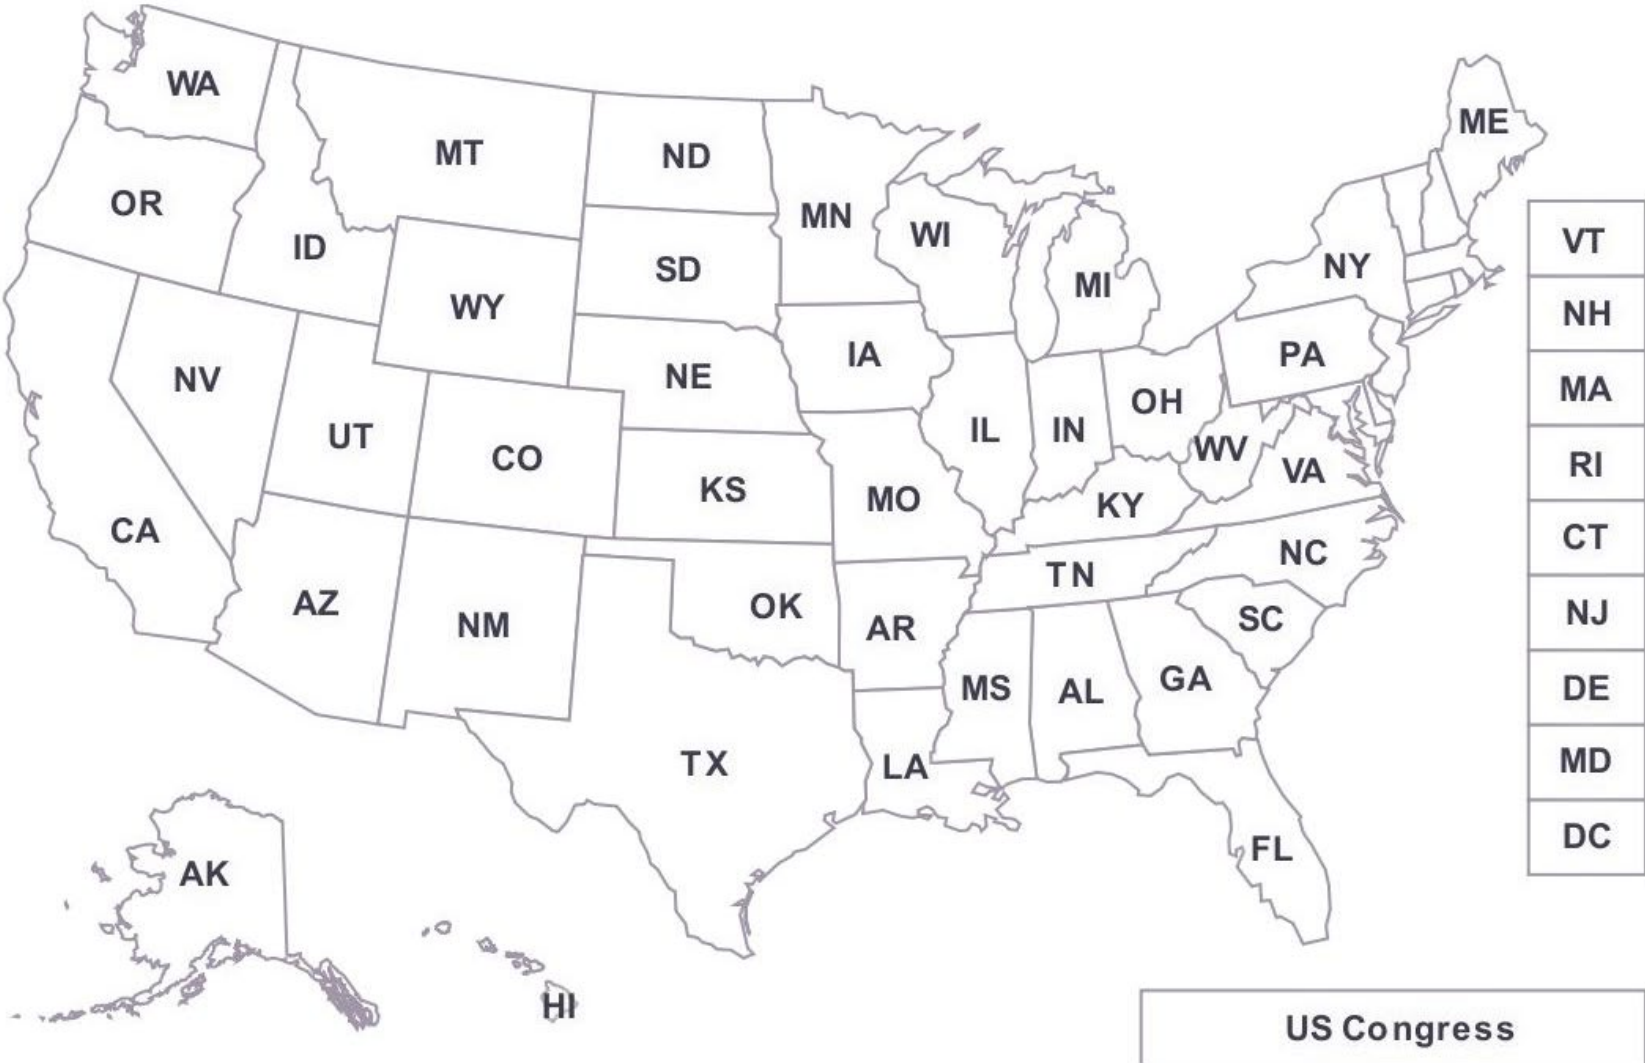 WA
ME
MT
ND
OR
MN
WI
VT
ID
SD
MI
NY
WY
NH
IA
PA
NV
NE
MA
OH
UT
CO
IL
IN
WV
VA
RI
KS
MO
KY
CA
NC
CT
TN
AZ
NM
OK
AR
SC
NJ
MS
AL
GA
DE
TX
LA
MD
AK
FL
DC
HI
US Congress